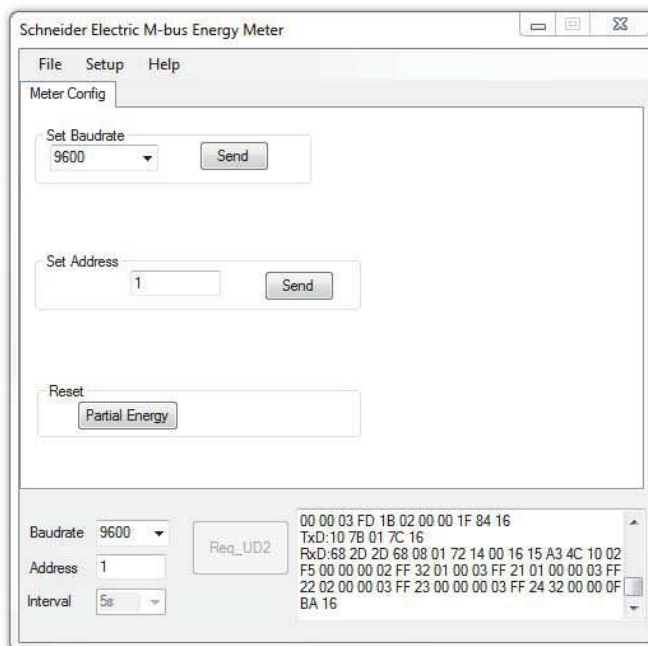 Schneider Electric M-bus Energy Meter
File Setup Help
Meter Config
Set Baudrate
9600 Send
Set Address
1 Send
Reset
Partial Energy
Baudrate 9600
Address 1
Interval 5s
Req_UD2
00 00 03 FD 1B 02 00 00 1F 84 16
TxD:10 7B 01 7C 16
RxD:68 2D 2D 68 08 01 72 14 00 16 15 A3 4C 10 02
F5 00 00 00 02 FF 32 01 00 03 FF 21 01 00 00 03 FF
22 02 00 00 03 FF 23 00 00 00 03 FF 24 32 00 00 0F
BA 16